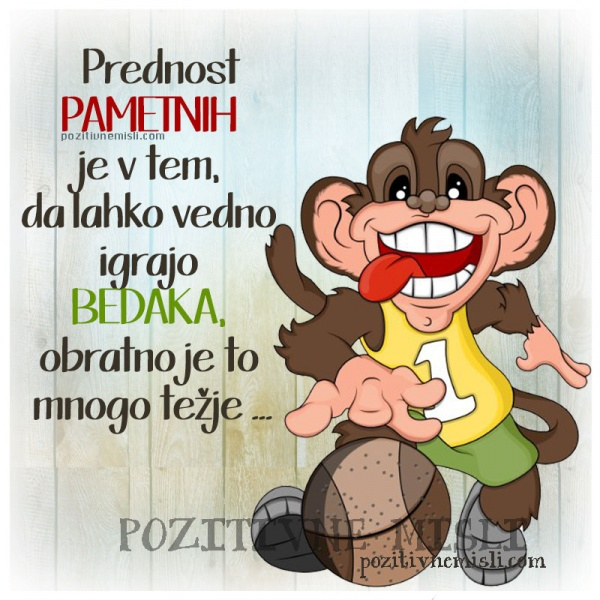 Prednost
PAMETNIH
pozitivnemisli.com
je v tem,
da lahko vedno
igrajo
BEDAKA,
obratno je to
mnogo težje ...
1
POZITIVNE MISLI
pozitivnemisli.com